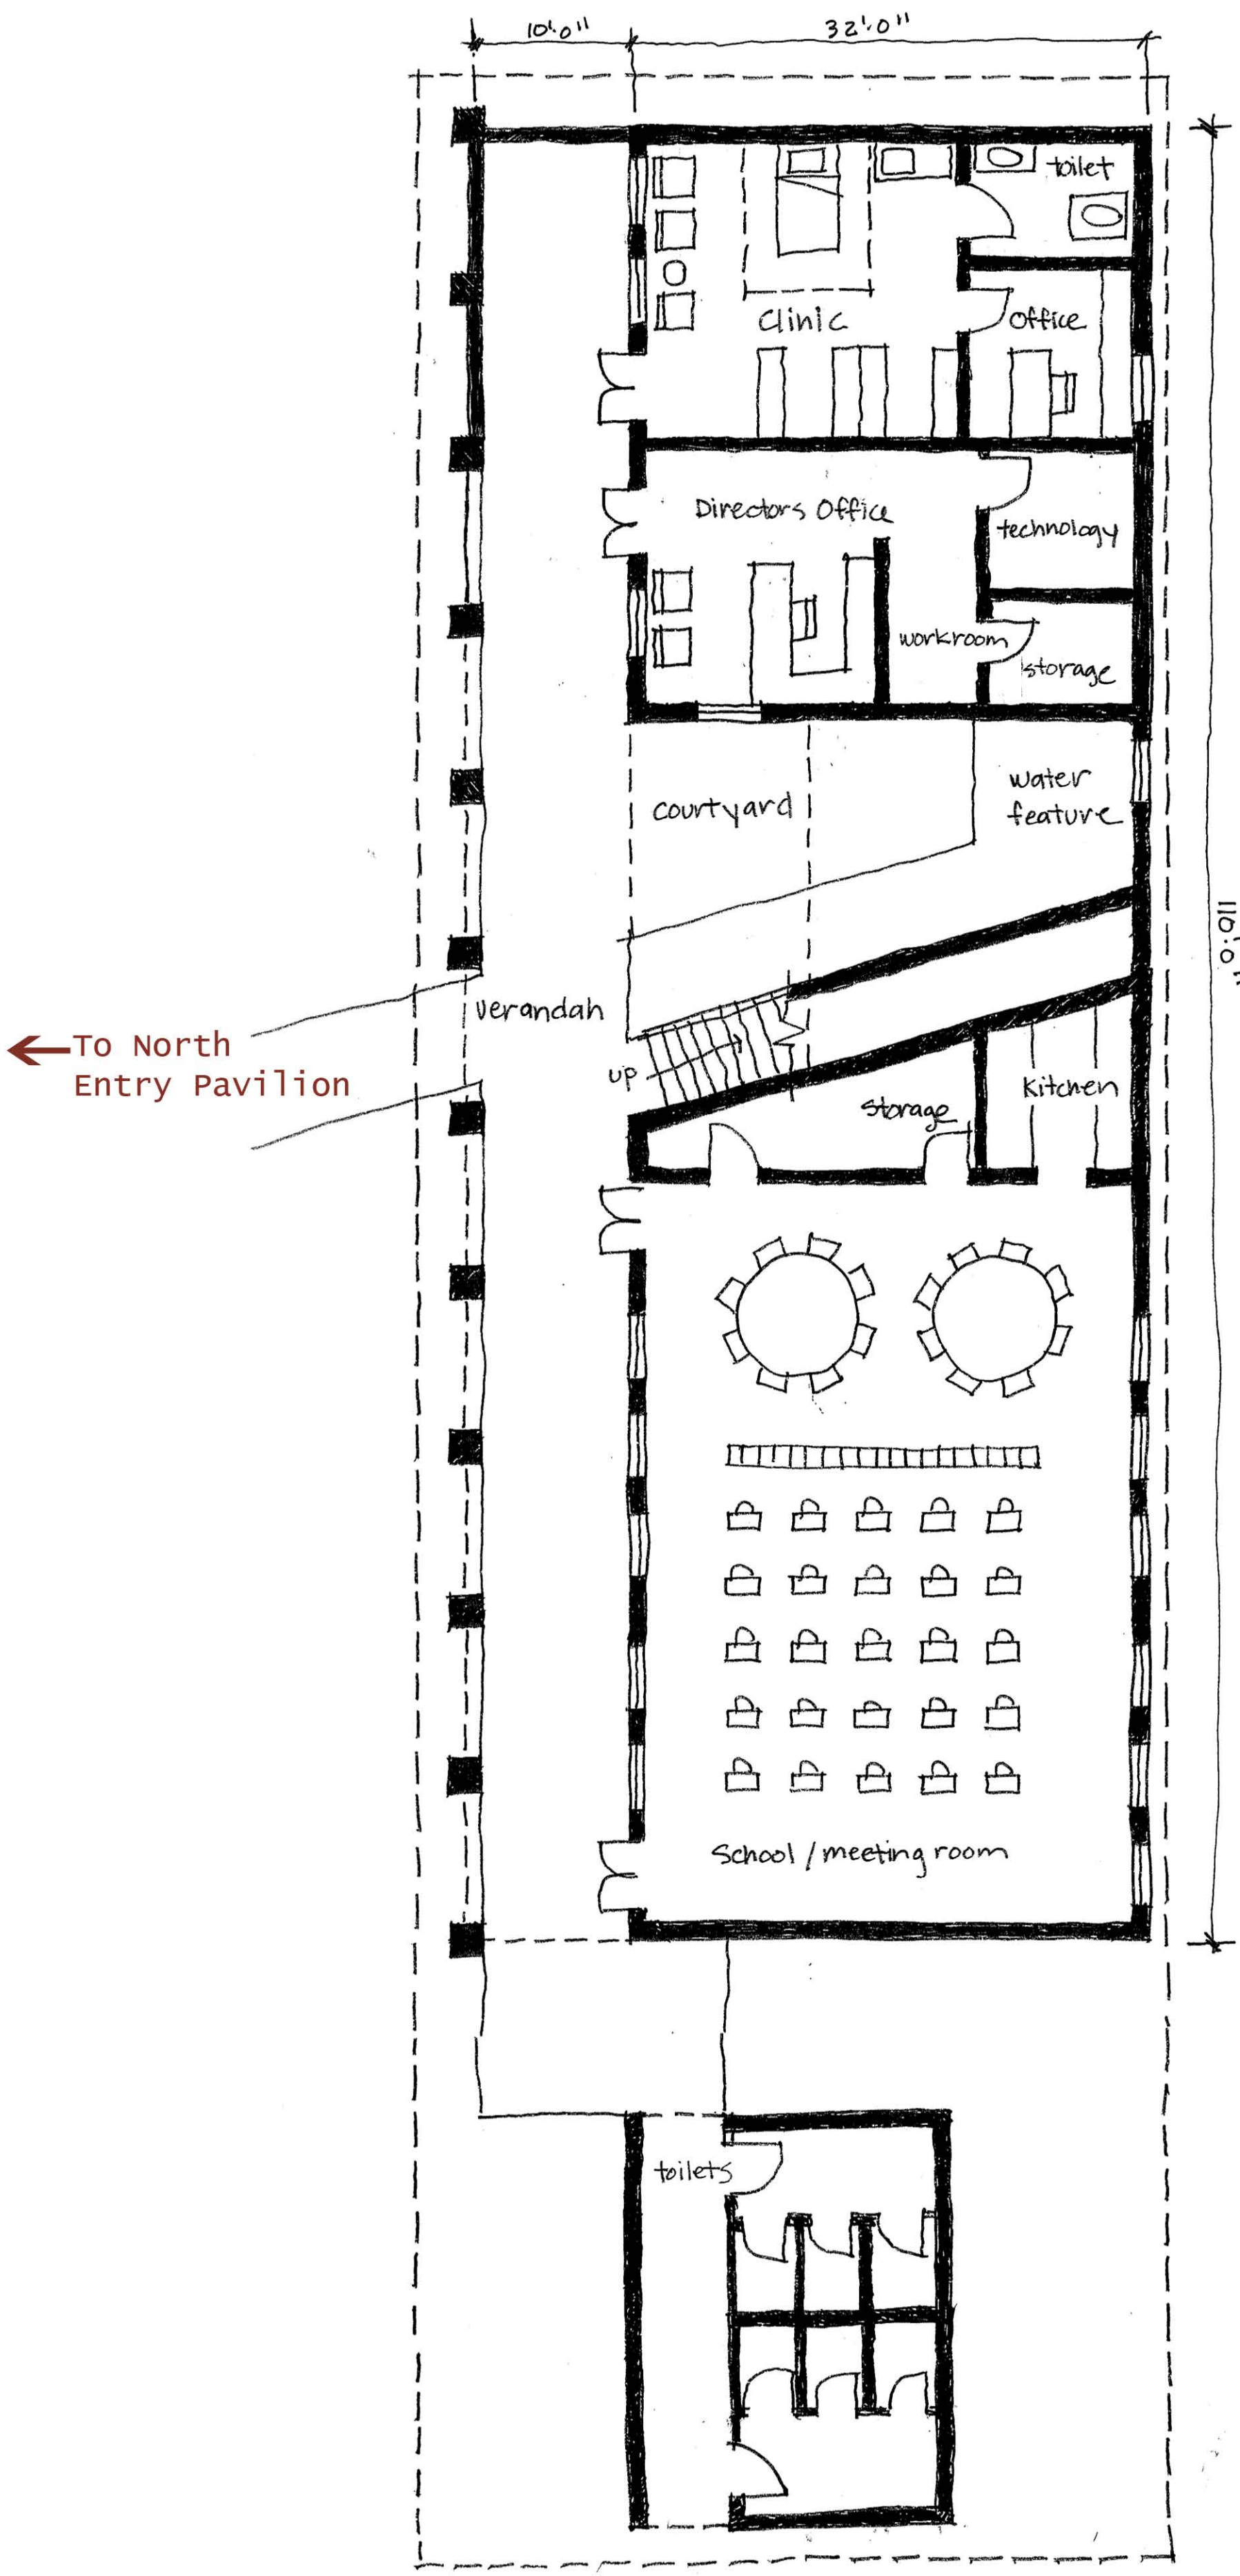 10'.0"
32'.0"
toilet
Clinic
Office
Directors Office
technology
workroom
storage
water
feature
courtyard
110'.0"
verandah
To North
Entry Pavilion
up
Kitchen
Storage
School / meeting room
toilets